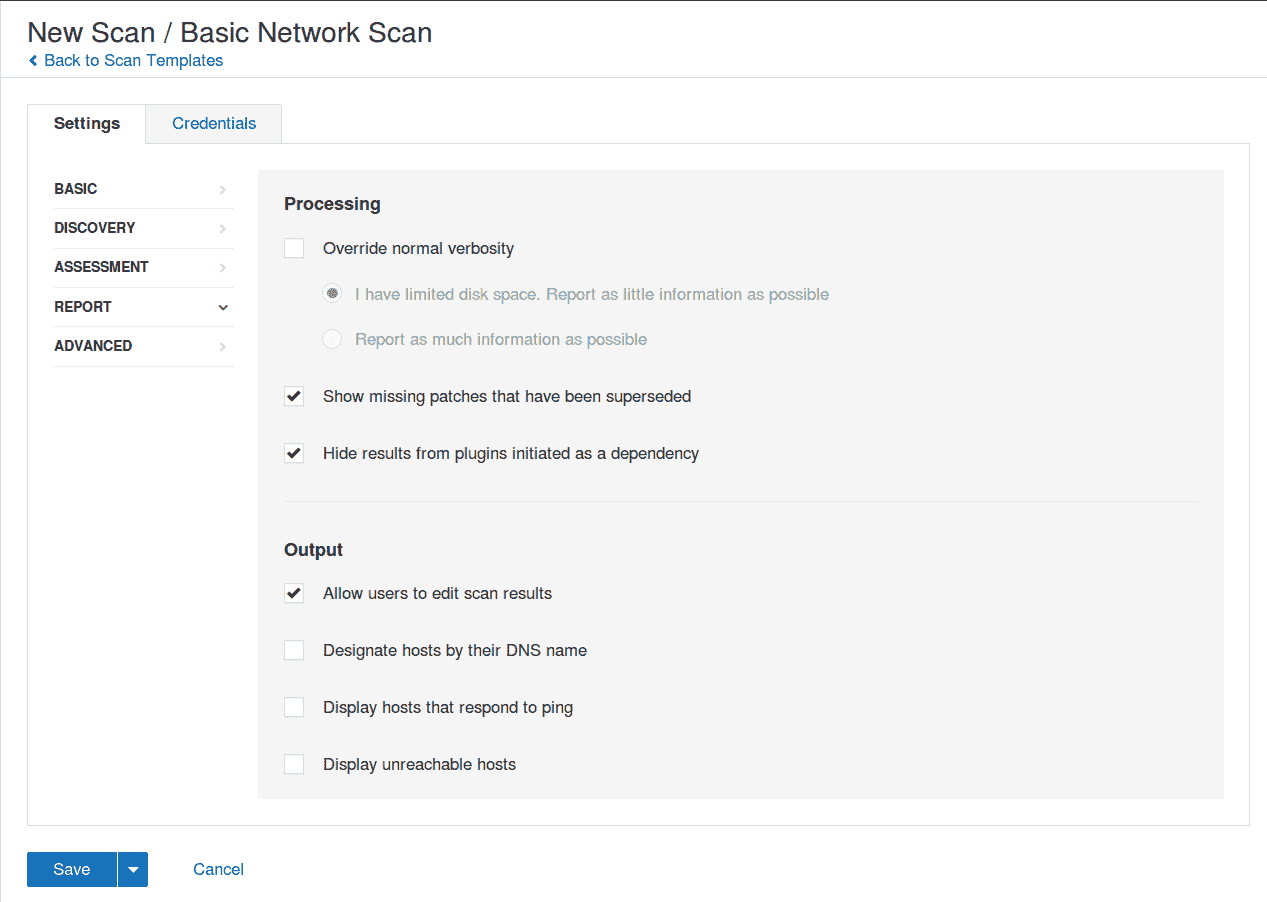 New Scan / Basic Network Scan
Back to Scan Templates
Settings
Credentials
BASIC
DISCOVERY
ASSESSMENT
REPORT
ADVANCED
Processing
Override normal verbosity
I have limited disk space. Report as little information as possible
Report as much information as possible
Show missing patches that have been superseded
Hide results from plugins initiated as a dependency
Output
Allow users to edit scan results
Designate hosts by their DNS name
Display hosts that respond to ping
Display unreachable hosts
Save
Cancel